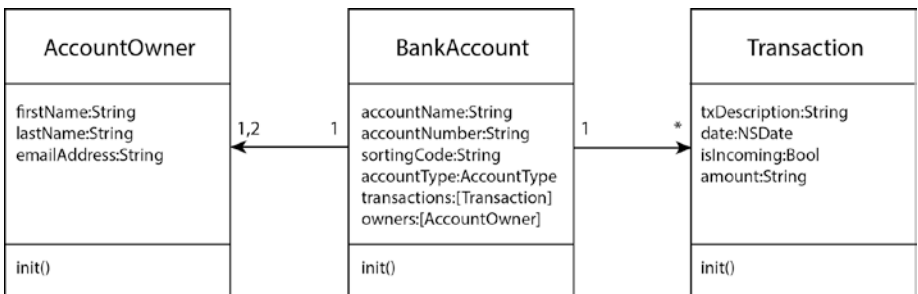 AccountOwner
firstName:String
lastName:String
emailAddress:String
init()
1,2
1
BankAccount
accountName:String
accountNumber:String
sortingCode:String
accountType:AccountType
transactions:[Transaction]
owners:[AccountOwner]
init()
1
*
Transaction
txDescription:String
date:NSDate
isIncoming:Bool
amount:String
init()